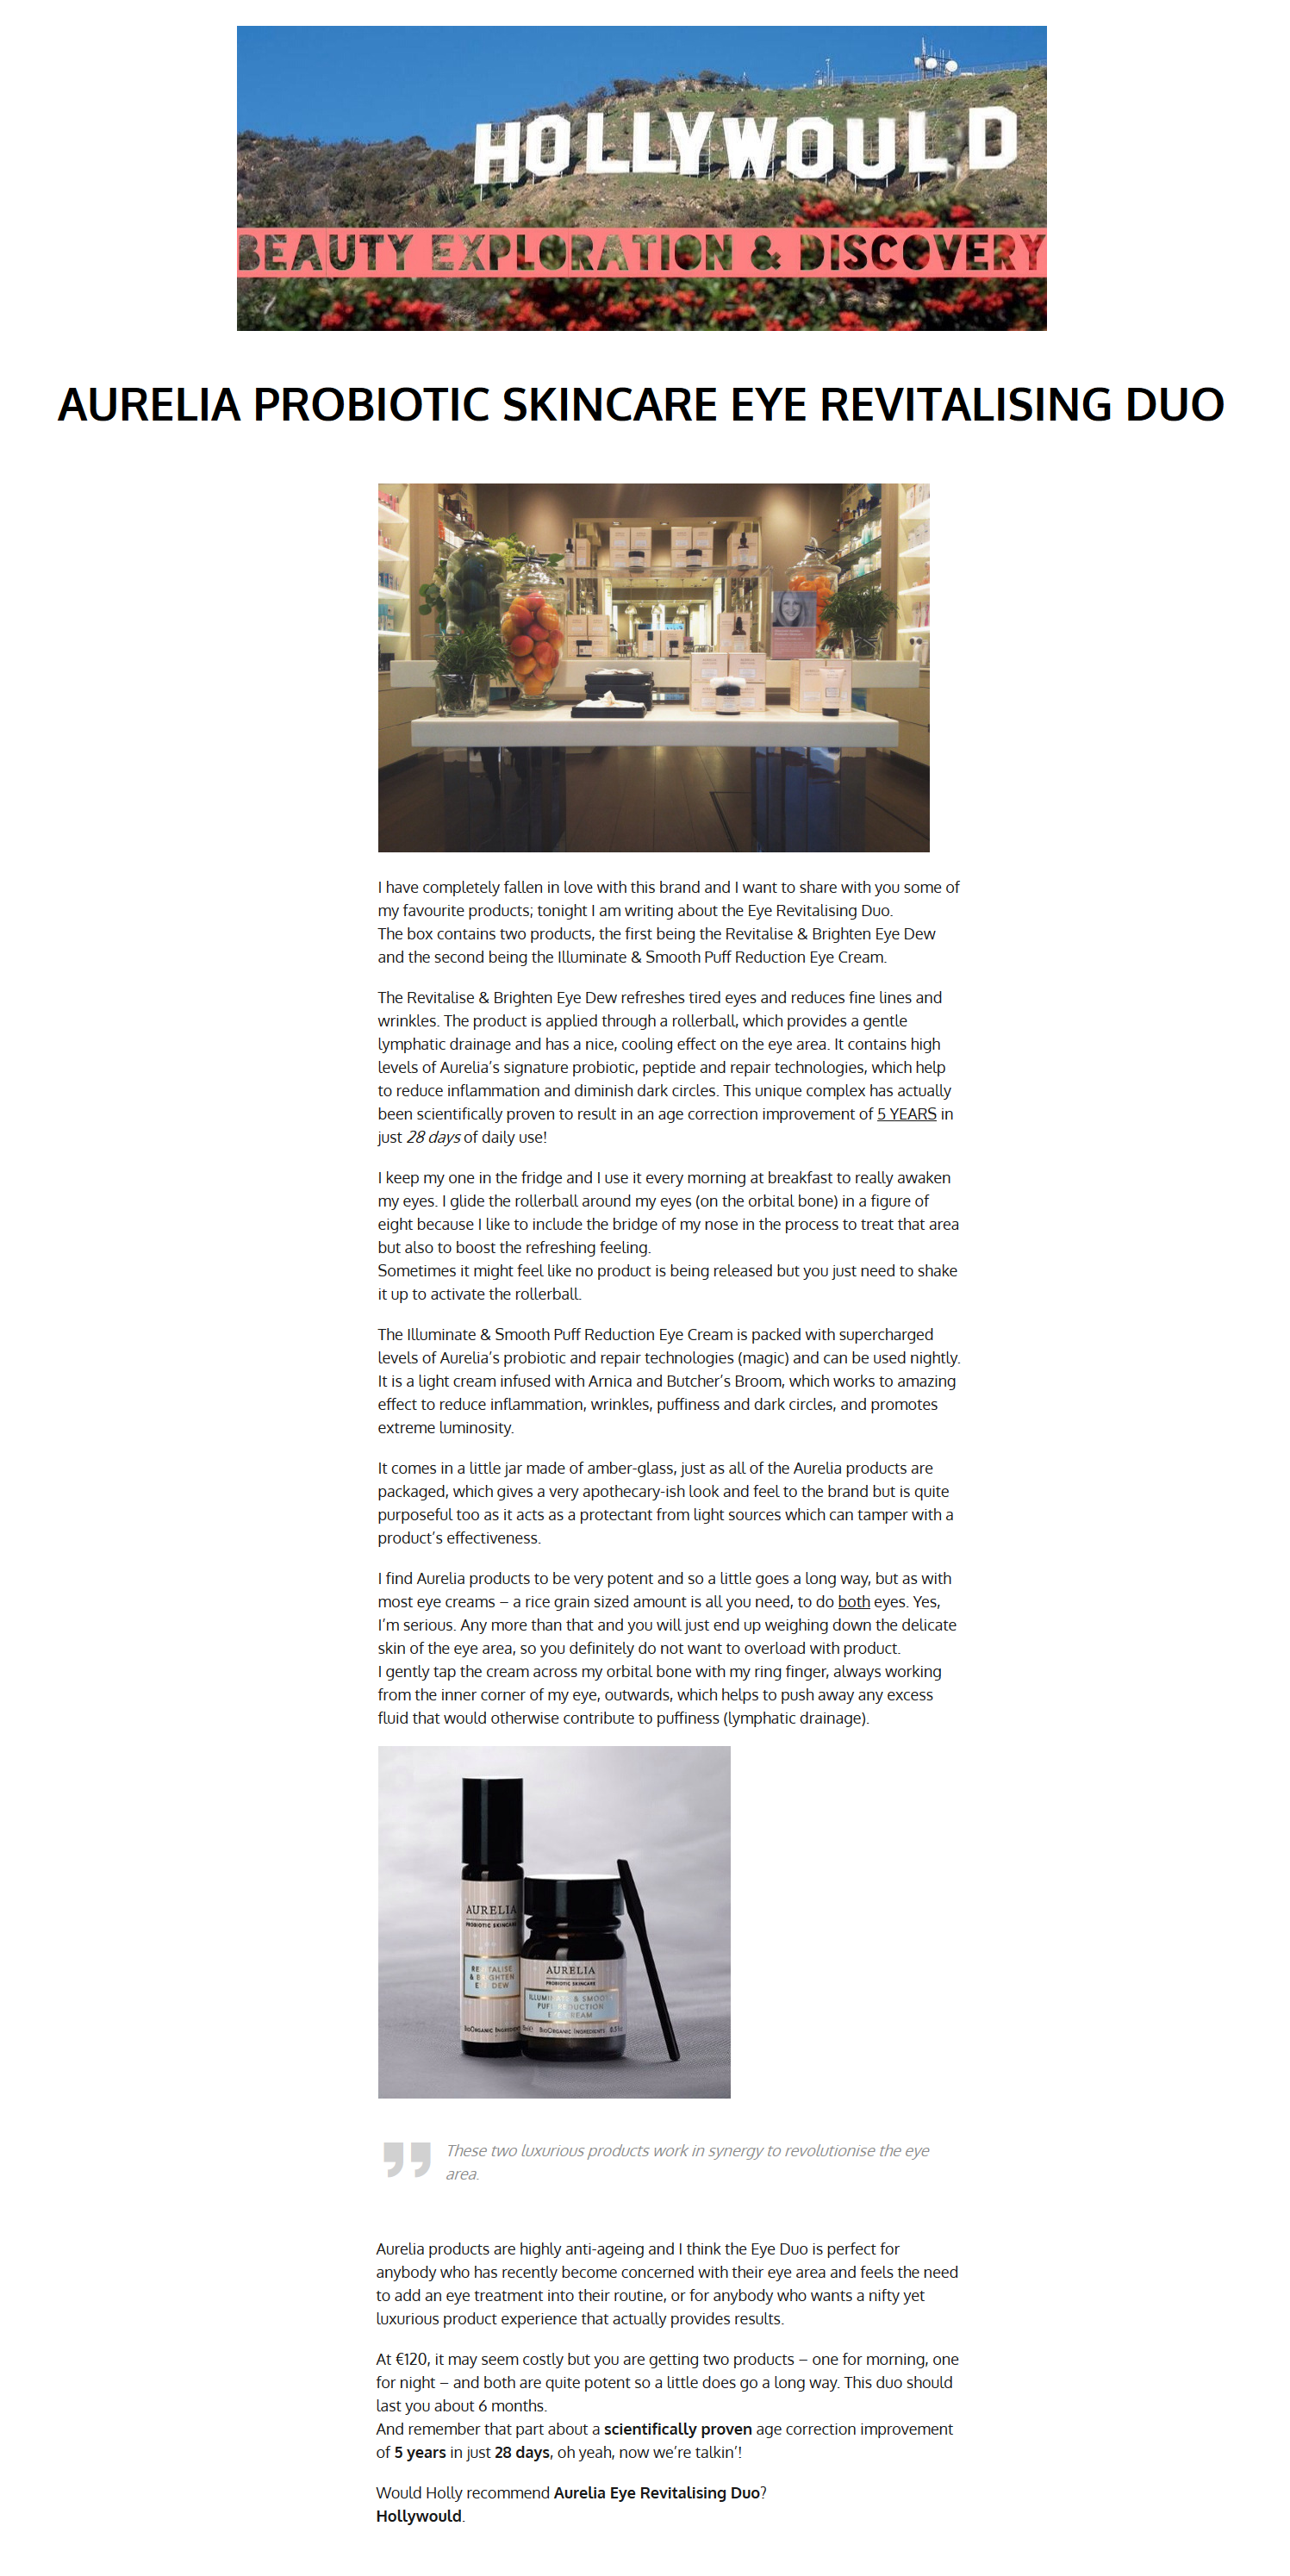 HOLLYWOULD
BEAUTY EXPLORATION & DISCOVERY
AURELIA PROBIOTIC SKINCARE EYE REVITALISING DUO
I have completely fallen in love with this brand and I want to share with you some of
my favourite products; tonight I am writing about the Eye Revitalising Duo.
The box contains two products, the first being the Revitalise & Brighten Eye Dew
and the second being the Illuminate & Smooth Puff Reduction Eye Cream.
The Revitalise & Brighten Eye Dew refreshes tired eyes and reduces fine lines and
wrinkles. The product is applied through a rollerball, which provides a gentle
lymphatic drainage and has a nice, cooling effect on the eye area. It contains high
levels of Aurelia's signature probiotic, peptide and repair technologies, which help
to reduce inflammation and diminish dark circles. This unique complex has actually
been scientifically proven to result in an age correction improvement of 5 YEARS in
just 28 days of daily use!
I keep my one in the fridge and I use it every morning at breakfast to really awaken
my eyes. I glide the rollerball around my eyes (on the orbital bone) in a figure of
eight because I like to include the bridge of my nose in the process to treat that area
but also to boost the refreshing feeling.
Sometimes it might feel like no product is being released but you just need to shake
it up to activate the rollerball.
The Illuminate & Smooth Puff Reduction Eye Cream is packed with supercharged
levels of Aurelia's probiotic and repair technologies (magic) and can be used nightly.
It is a light cream infused with Arnica and Butcher's Broom, which works to amazing
effect to reduce inflammation, wrinkles, puffiness and dark circles, and promotes
extreme luminosity.
It comes in a little jar made of amber-glass, just as all of the Aurelia products are
packaged, which gives a very apothecary-ish look and feel to the brand but is quite
purposeful too as it acts as a protectant from light sources which can tamper with a
product's effectiveness.
I find Aurelia products to be very potent and so a little goes a long way, but as with
most eye creams – a rice grain sized amount is all you need, to do both eyes. Yes,
I'm serious. Any more than that and you will just end up weighing down the delicate
skin of the eye area, so you definitely do not want to overload with product.
I gently tap the cream across my orbital bone with my ring finger, always working
from the inner corner of my eye, outwards, which helps to push away any excess
fluid that would otherwise contribute to puffiness (lymphatic drainage).
AURELIA
PROBIOTIC SKINCARE
REVITALISE
& BRIGHTEN
EYE DEW
AURELIA
PROBIOTIC SKINCARE
ILLUMINATE & SMOOTH
PUFF REDUCTION
EYE CREAM
BIOORGANIC INGREDIENTS
These two luxurious products work in synergy to revolutionise the eye
area.
Aurelia products are highly anti-ageing and I think the Eye Duo is perfect for
anybody who has recently become concerned with their eye area and feels the need
to add an eye treatment into their routine, or for anybody who wants a nifty yet
luxurious product experience that actually provides results.
At €120, it may seem costly but you are getting two products – one for morning, one
for night – and both are quite potent so a little does go a long way. This duo should
last you about 6 months.
And remember that part about a scientifically proven age correction improvement
of 5 years in just 28 days, oh yeah, now we're talkin'!
Would Holly recommend Aurelia Eye Revitalising Duo?
Hollywould.